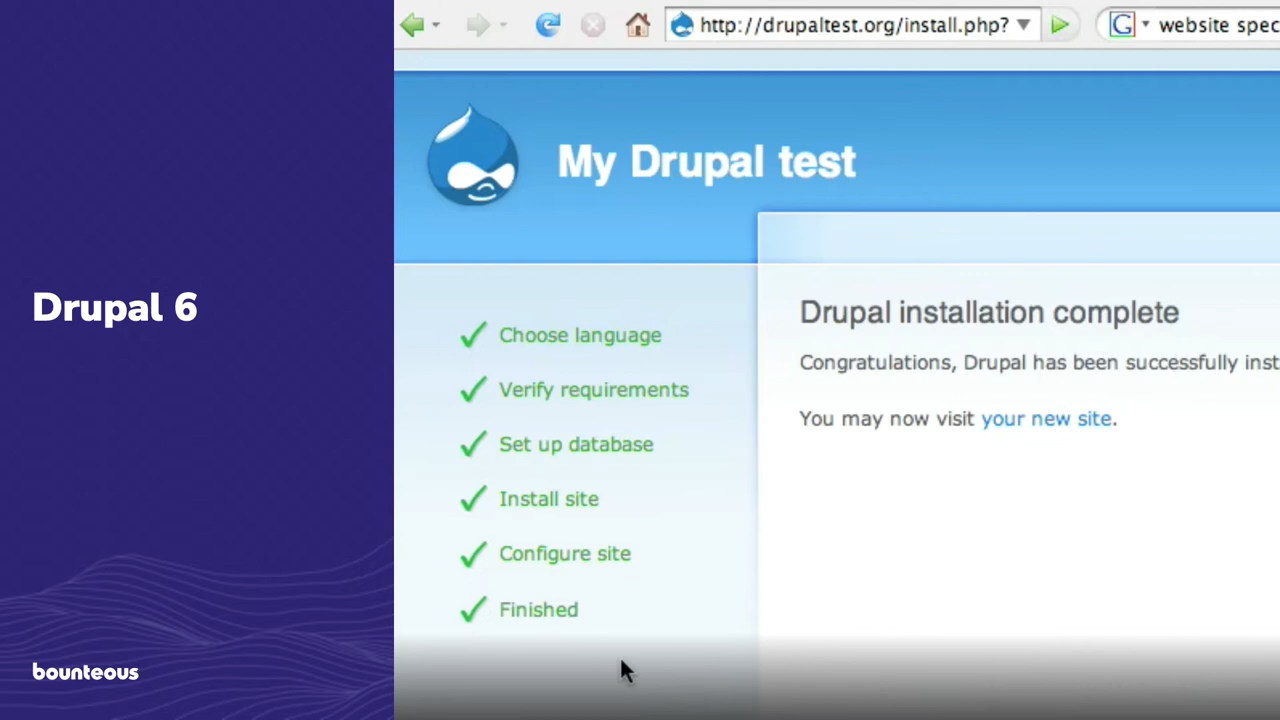 Drupal 6
bounteous
http://drupaltest.org/install.php?
G website spec
My Drupal test
Choose language
Verify requirements
Set up database
Install site
Configure site
Finished
Drupal installation complete
Congratulations, Drupal has been successfully inst
You may now visit your new site.